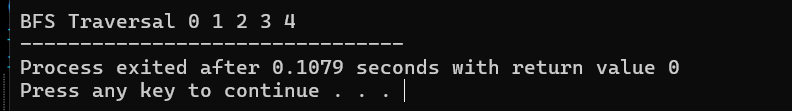 BFS Traversal 0 1 2 3 4
--------------------------------
Process exited after 0.1079 seconds with return value 0
Press any key to continue . . .